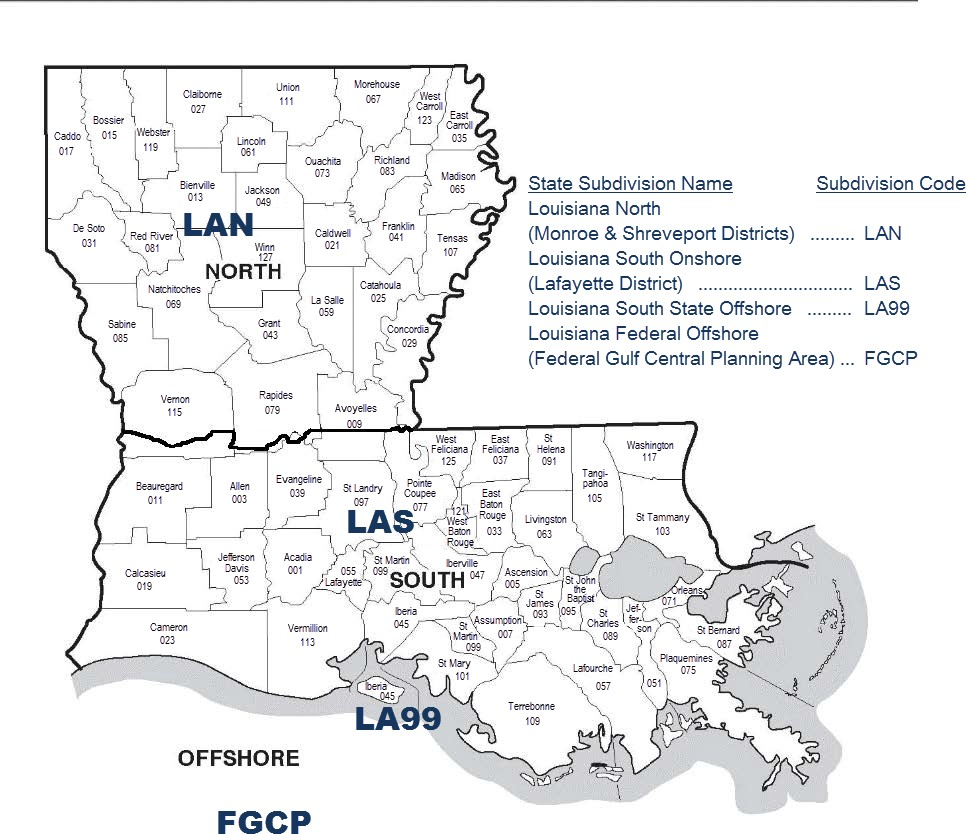 State Subdivision Name Subdivision Code
Louisiana North
(Monroe & Shreveport Districts) ......... LAN
Louisiana South Onshore
(Lafayette District) ............................... LAS
Louisiana South State Offshore ......... LA99
Louisiana Federal Offshore
(Federal Gulf Central Planning Area) ... FGCP
Caddo
017
Bossier
015
Webster
119
Claiborne
027
Union
111
Morehouse
067
West
Carroll
123
East
Carroll
035
Lincoln
061
Ouachita
073
Richland
083
Madison
065
Bienville
013
Jackson
049
De Soto
031
Red River
081
LAN
NORTH
Winn
127
Caldwell
021
Franklin
041
Tensas
107
Natchitoches
069
La Salle
059
Catahoula
025
Sabine
085
Grant
043
Concordia
029
Vernon
115
Rapides
079
Avoyelles
009
Beauregard
011
Allen
003
Evangeline
039
St Landry
097
LAS
Pointe
Coupee
077
West
Feliciana
125
East
Feliciana
037
St
Helena
091
Tangi-
pahoa
105
Washington
117
121
West
Baton
Rouge
East
Baton
Rouge
033
Livingston
063
St Tammany
103
Calcasieu
019
Jefferson
Davis
053
Acadia
001
055
Lafayette
St Martin
099
SOUTH
Iberville
047
Ascension
005
St John
the
Baptist
095
St
James
093
St
Charles
089
Jef-
fer-
son
Orleans
071
St Bernard
087
Cameron
023
Vermillion
113
Iberia
045
St
Martin
099
Assumption
007
St Mary
101
Lafourche
057
051
Plaquemines
075
Terrebonne
109
Iberia
045
LA99
OFFSHORE
FGCP